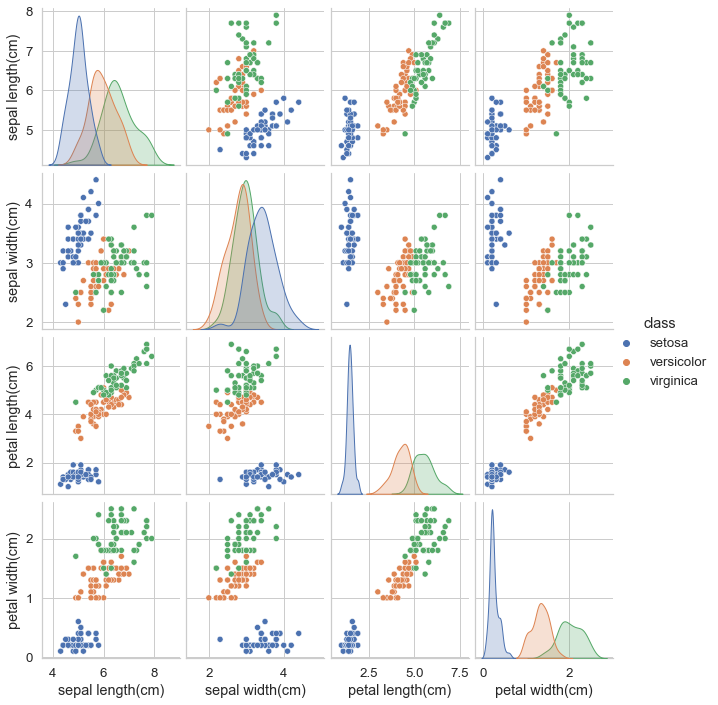 8
7
6
5
sepal length(cm)
4
3
2
sepal width(cm)
class
setosa
versicolor
virginica
6
4
2
petal length(cm)
2
1
0
petal width(cm)
4 6 8 2 4 2.5 5.0 7.5 0 2
sepal length(cm) sepal width(cm) petal length(cm) petal width(cm)